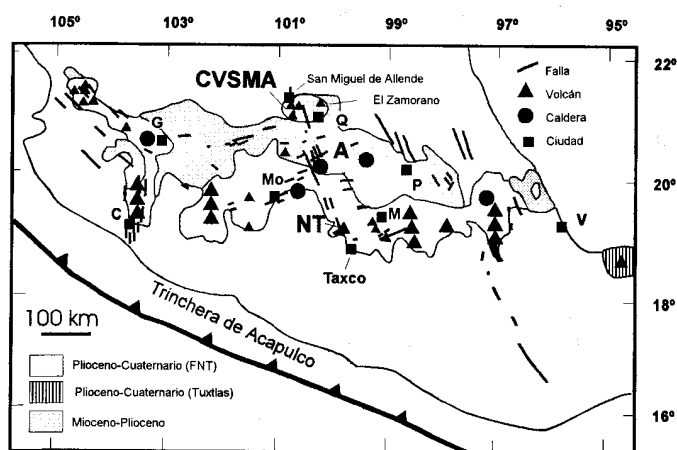 105º 103º 101º 99º 97º 95º
22º
CVSMA San Miguel de Allende
El Zamorano
Falla
Volcán
Caldera
Ciudad
G
Q
A
P
20º
Mo
C
NT
M
V
Taxco
18º
Trinchera de Acapulco
100 km
Plioceno-Cuaternario (FNT)
Plioceno-Cuaternario (Tuxtlas)
Mioceno-Plioceno
16º